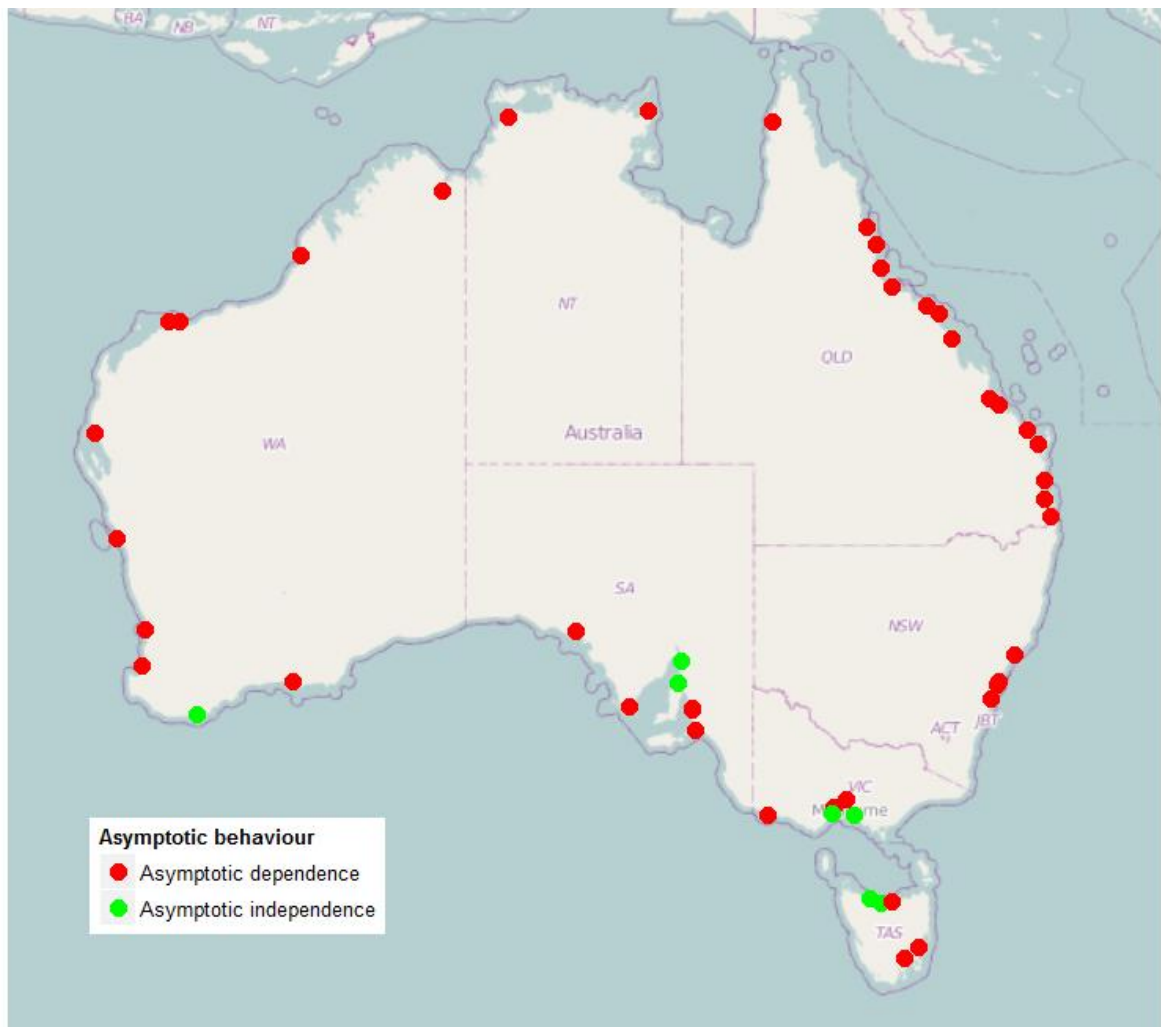 BA
NB
NT
NT
QLD
WA
Australia
SA
NSW
ACT
JBT
VIC
TAS
Asymptotic behaviour
Asymptotic dependence
Asymptotic independence